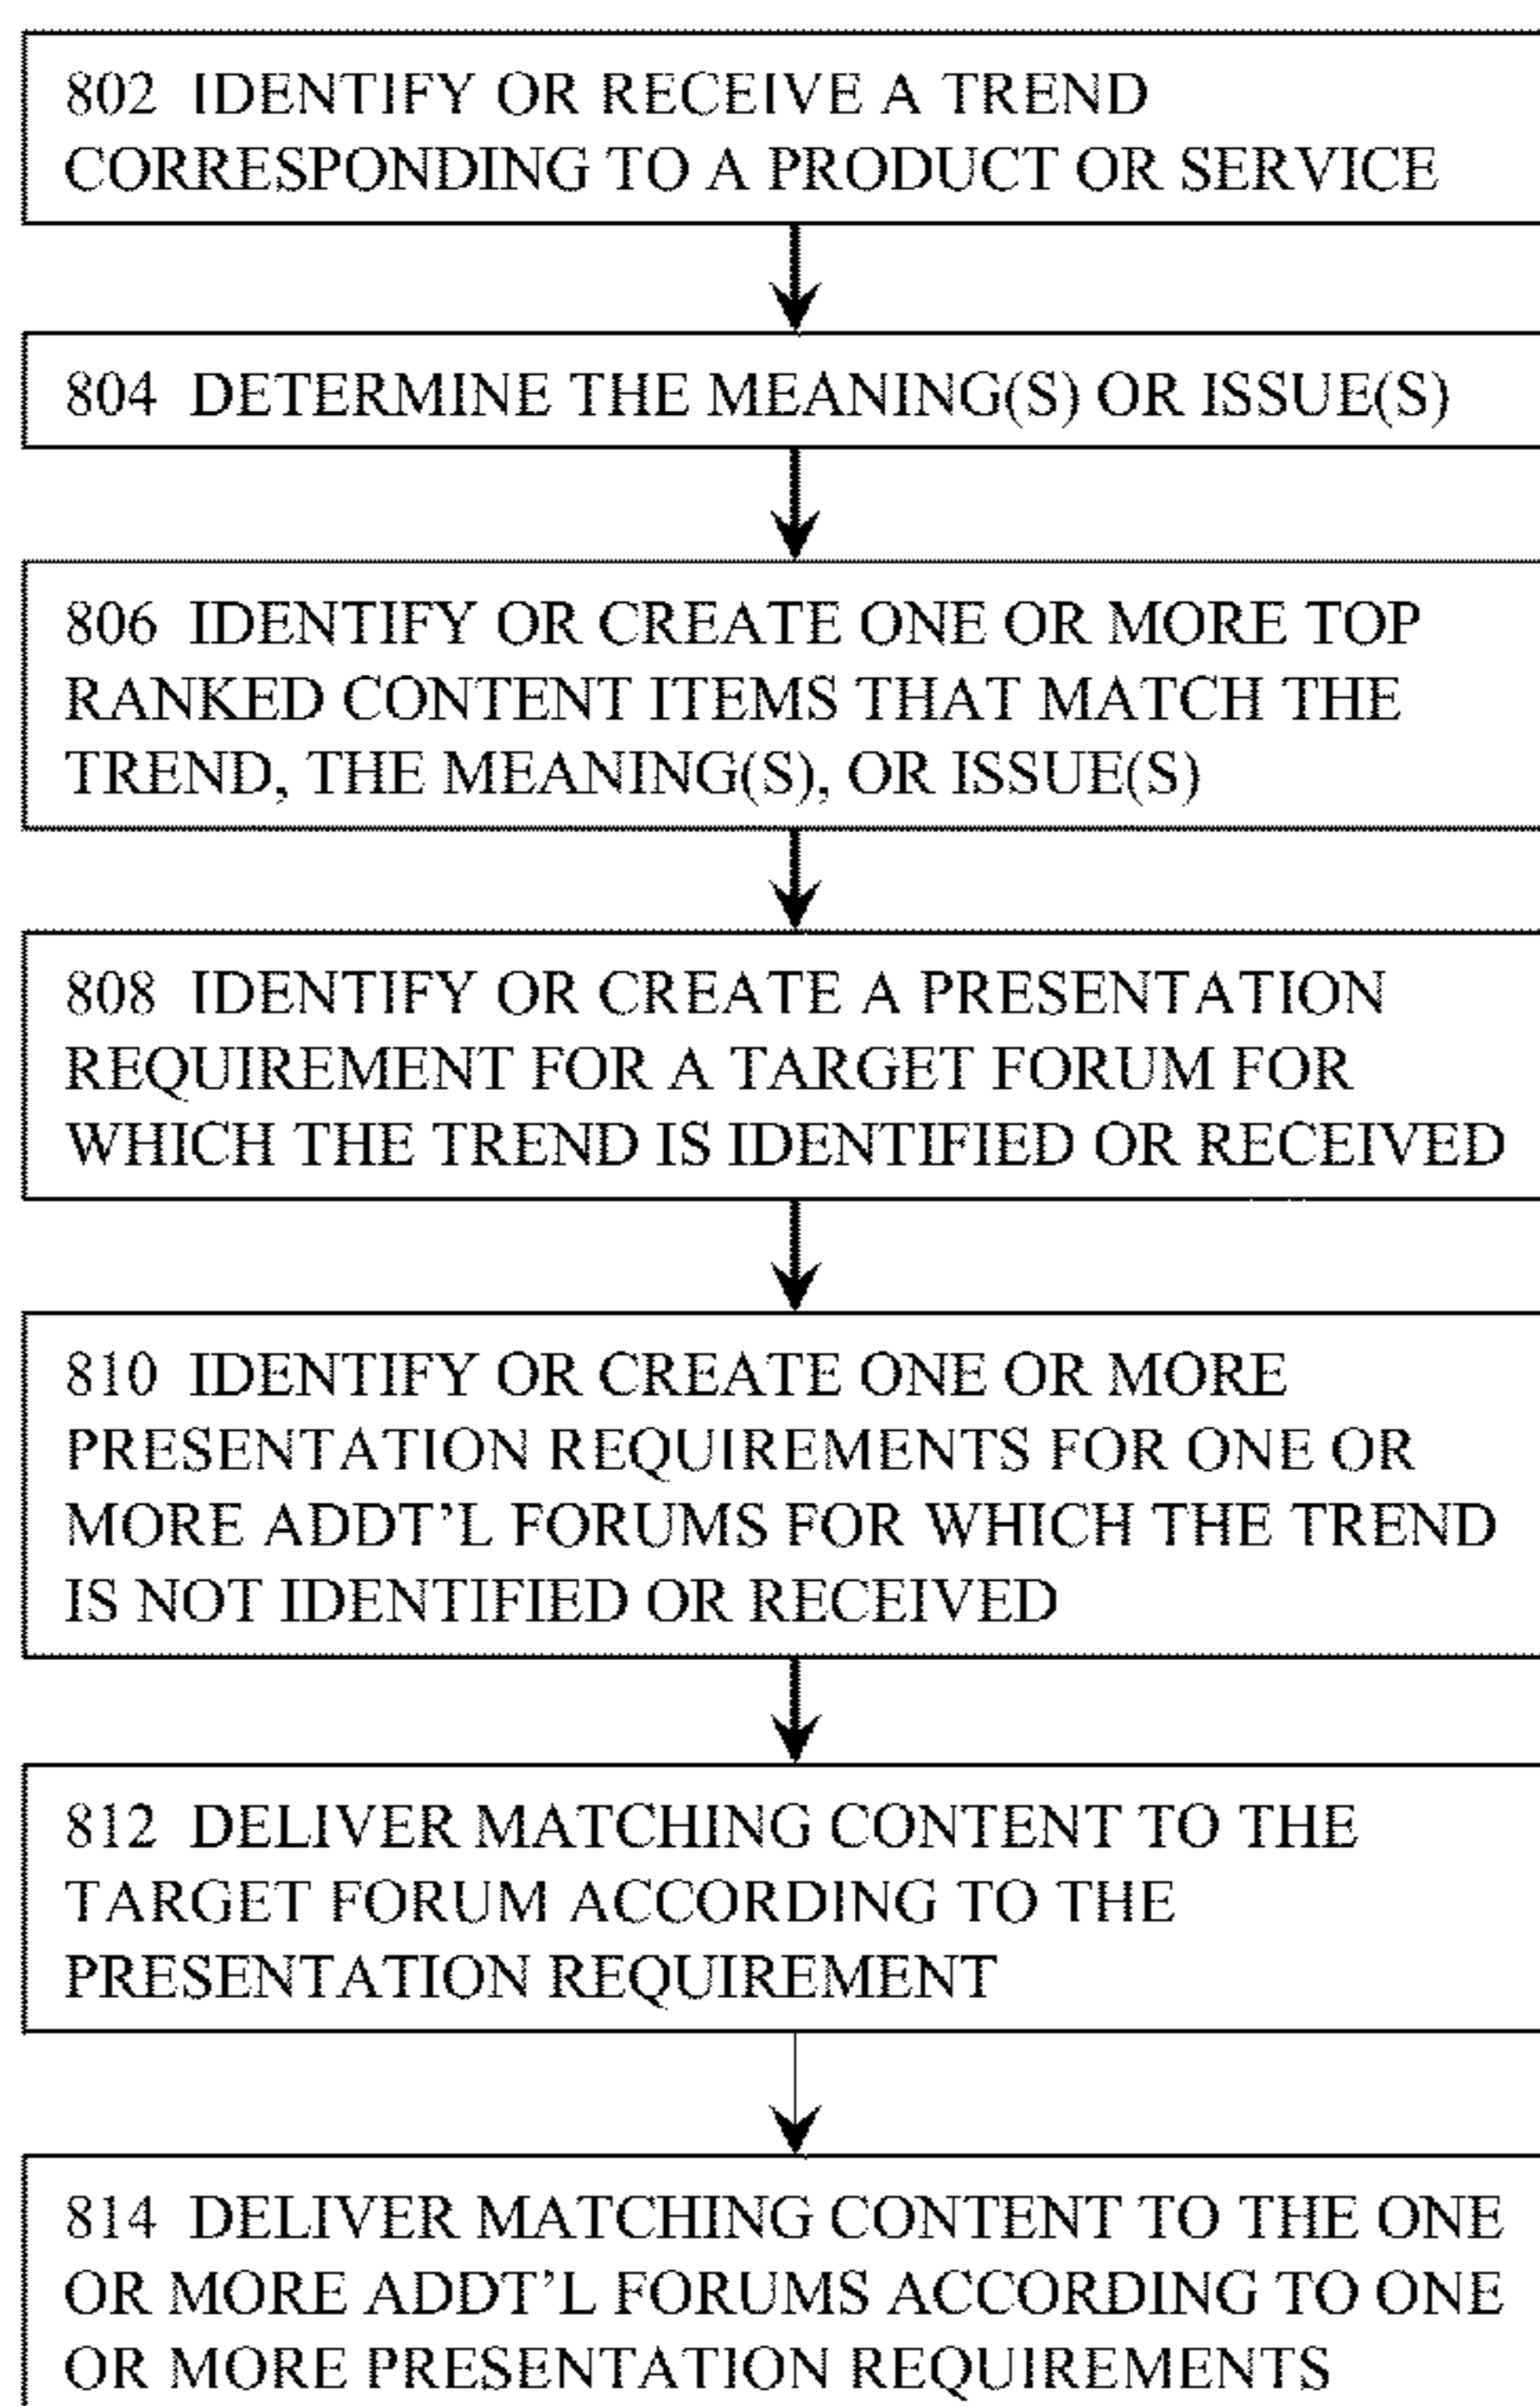 802 IDENTIFY OR RECEIVE A TREND
CORRESPONDING TO A PRODUCT OR SERVICE
804 DETERMINE THE MEANING(S) OR ISSUE(S)
806 IDENTIFY OR CREATE ONE OR MORE TOP
RANKED CONTENT ITEMS THAT MATCH THE
TREND, THE MEANING(S), OR ISSUE(S)
808 IDENTIFY OR CREATE A PRESENTATION
REQUIREMENT FOR A TARGET FORUM FOR
WHICH THE TREND IS IDENTIFIED OR RECEIVED
810 IDENTIFY OR CREATE ONE OR MORE
PRESENTATION REQUIREMENTS FOR ONE OR
MORE ADDT’L FORUMS FOR WHICH THE TREND
IS NOT IDENTIFIED OR RECEIVED
812 DELIVER MATCHING CONTENT TO THE
TARGET FORUM ACCORDING TO THE
PRESENTATION REQUIREMENT
814 DELIVER MATCHING CONTENT TO THE ONE
OR MORE ADDT’L FORUMS ACCORDING TO ONE
OR MORE PRESENTATION REQUIREMENTS